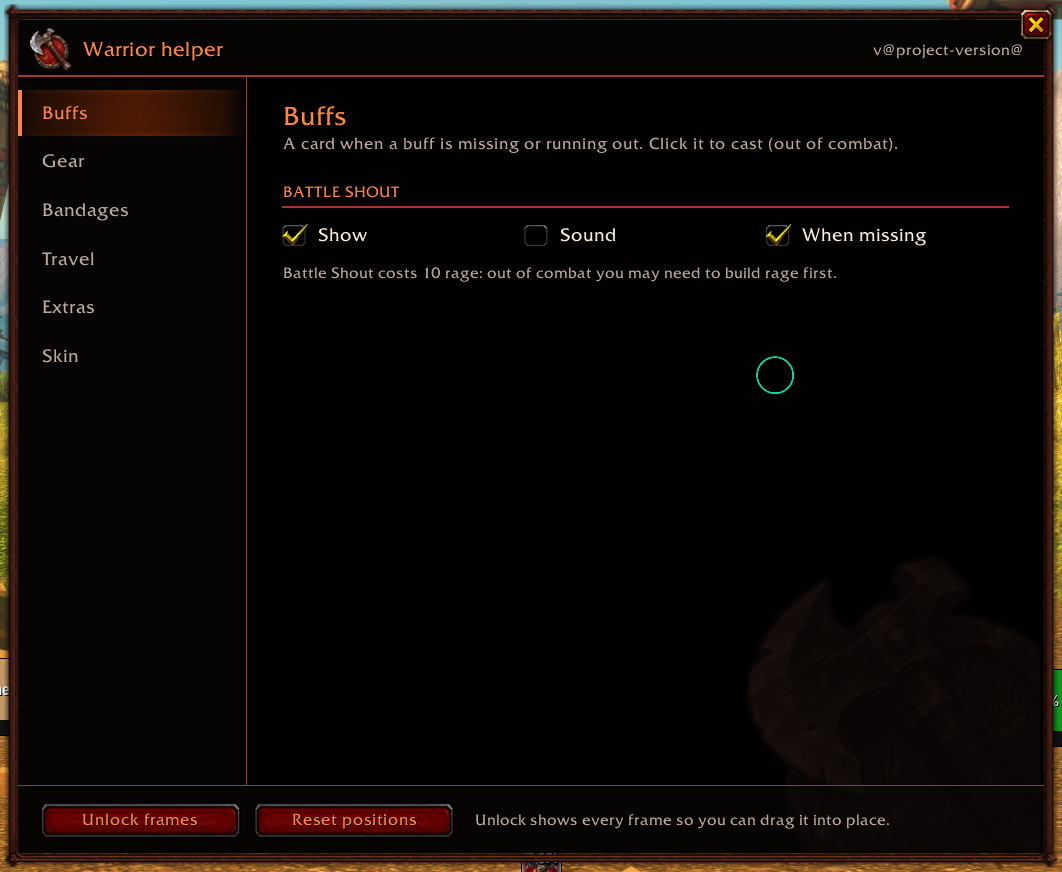 Warrior helper
v@project-version@
Buffs
Gear
Bandages
Travel
Extras
Skin
Buffs
A card when a buff is missing or running out. Click it to cast (out of combat).
BATTLE SHOUT
Show
Sound
When missing
Battle Shout costs 10 rage: out of combat you may need to build rage first.
Unlock frames
Reset positions
Unlock shows every frame so you can drag it into place.